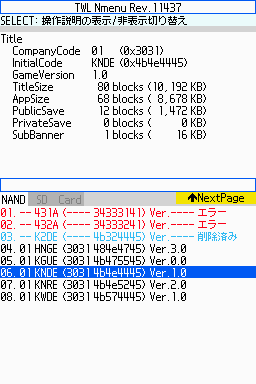 TWL Nmenu Rev.11437
SELECT: 操作説明の表示/非表示切り替え
Title
CompanyCode 01 (0x3031)
InitialCode KNDE (0x4b4e4445)
GameVersion 1.0
TitleSize 80 blocks (10,192 KB)
AppSize 68 blocks ( 8,678 KB)
PublicSave 12 blocks ( 1,472 KB)
PrivateSave 0 blocks ( 0 KB)
SubBanner 1 blocks ( 16 KB)
NAND SD Card ↑NextPage
01. -- 431A (---- 34333141) Ver.---- エラー
02. -- 432A (---- 34333241) Ver.---- エラー
03. -- K2DE (---- 4b324445) Ver.---- 削除済み
04. 01 HNGE (3031 484e4745) Ver.3.0
05. 01 KGUE (3031 4b475545) Ver.0.0
06. 01 KNDE (3031 4b4e4445) Ver.1.0
07. 01 KNRE (3031 4b4e5245) Ver.2.0
08. 01 KWDE (3031 4b574445) Ver.1.0